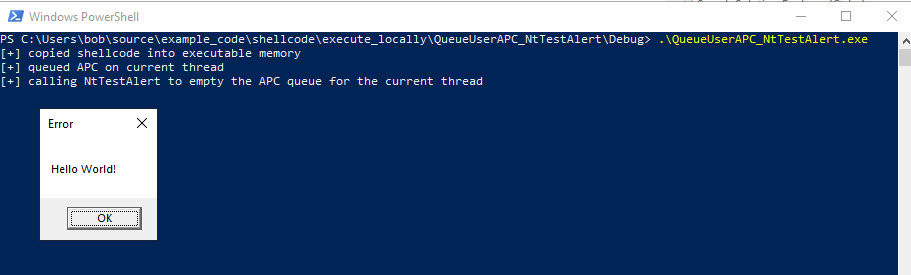 Windows PowerShell
PS C:\Users\bob\source\example_code\shellcode\execute_locally\QueueUserAPC_NtTestAlert\Debug> .\QueueUserAPC_NtTestAlert.exe
[+] copied shellcode into executable memory
[+] queued APC on current thread
[+] calling NtTestAlert to empty the APC queue for the current thread
Error
Hello World!
OK